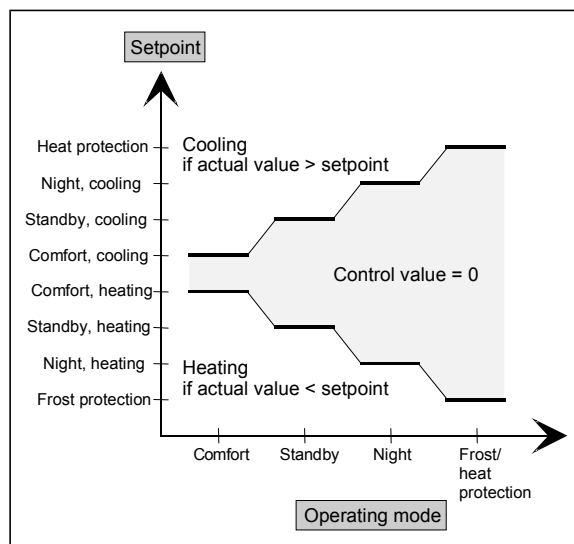 Setpoint
Heat protection
Night, cooling
Standby, cooling
Comfort, cooling
Comfort, heating
Standby, heating
Night, heating
Frost protection
Cooling
if actual value > setpoint
Control value = 0
Heating
if actual value < setpoint
Comfort
Standby
Night
Frost/
heat
protection
Operating mode